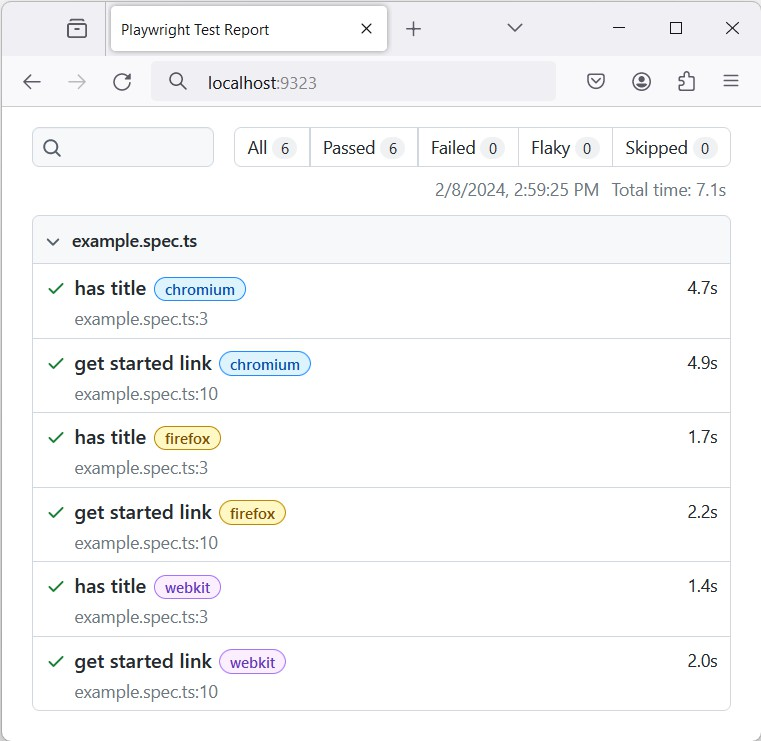 Playwright Test Report
localhost:9323
All 6 Passed 6 Failed 0 Flaky 0 Skipped 0
2/8/2024, 2:59:25 PM Total time: 7.1s
example.spec.ts
has title chromium 4.7s
example.spec.ts:3
get started link chromium 4.9s
example.spec.ts:10
has title firefox 1.7s
example.spec.ts:3
get started link firefox 2.2s
example.spec.ts:10
has title webkit 1.4s
example.spec.ts:3
get started link webkit 2.0s
example.spec.ts:10